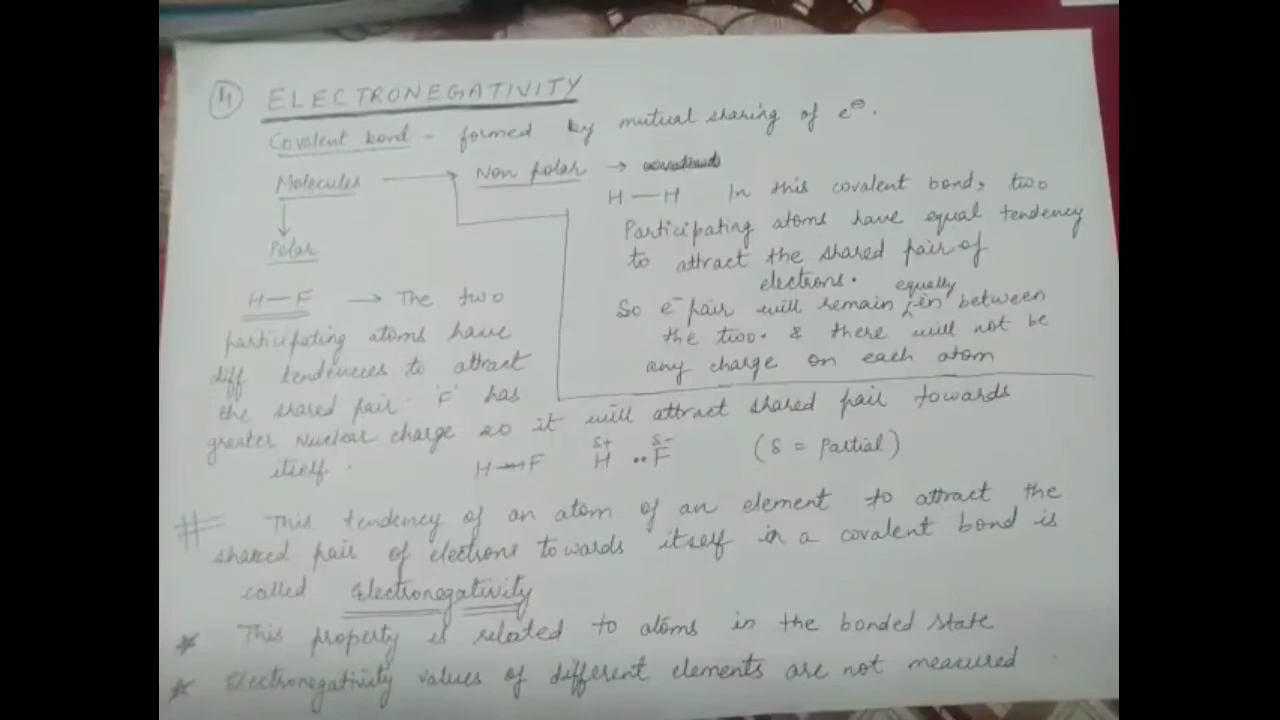 4 ELECTRONEGATIVITY
Covalent bond - formed by mutual sharing of e⊖.
Molecules → Non polar →
H—H In this covalent bond, two
Participating atoms have equal tendency
to attract the shared pair of
electrons.
equally
So e⁻ pair will remain in between
the two. & there will not be
any charge on each atom
↓
Polar
H—F → The two
participating atoms have
diff tendencies to attract
the shared pair. 'F' has
greater Nuclear charge so it will attract shared pair towards
itself.
H→F δ+ H •• δ- F (δ = Partial)
# This tendency of an atom of an element to attract the
shared pair of electrons towards itself in a covalent bond is
called Electronegativity
* This property is related to atoms in the bonded state
* Electronegativity values of different elements are not measured